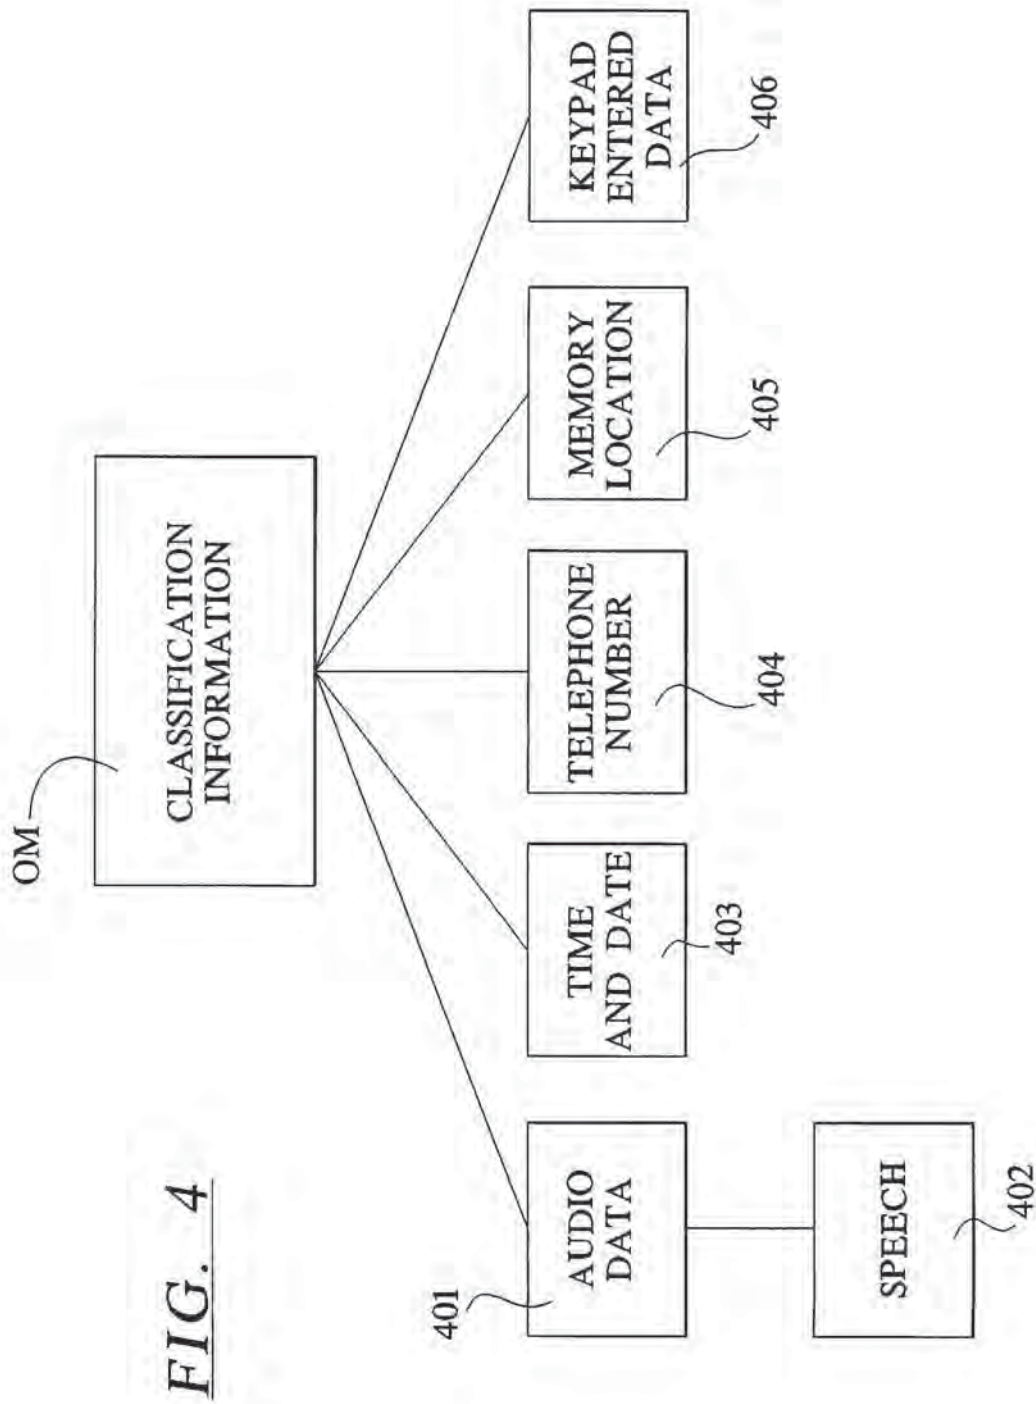 FIG. 4
OM
CLASSIFICATION
INFORMATION
401
AUDIO
DATA
TIME
AND DATE
403
TELEPHONE
NUMBER
404
MEMORY
LOCATION
405
KEYPAD
ENTERED
DATA
406
SPEECH
402